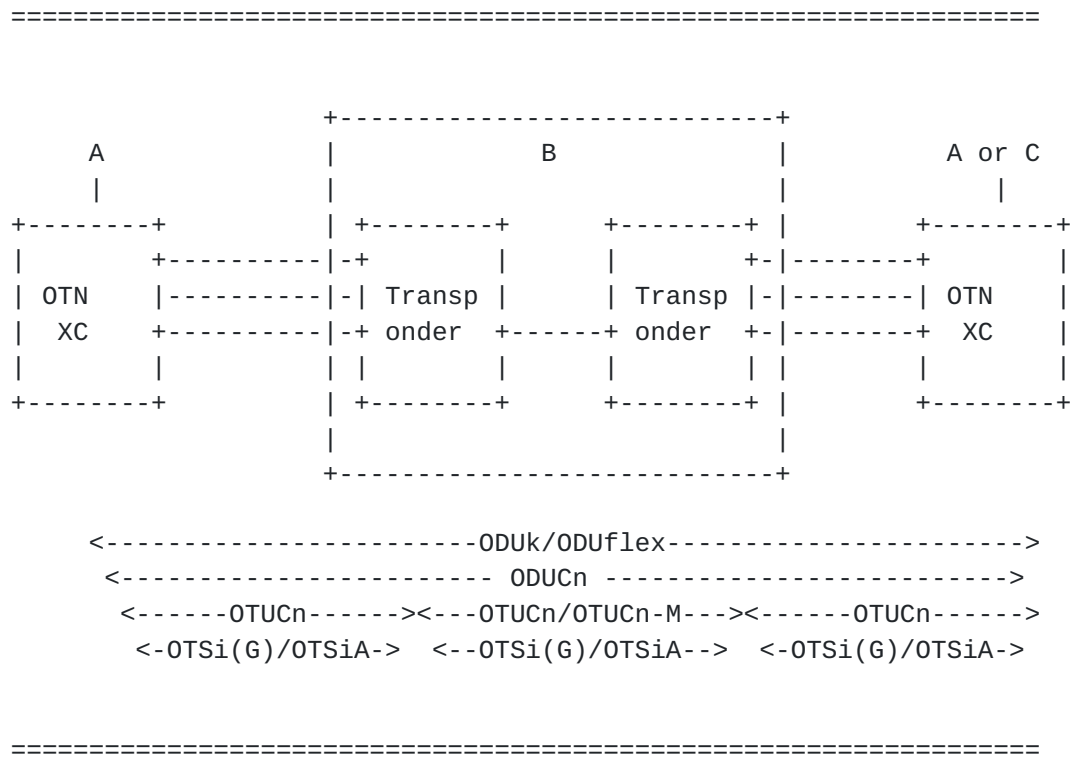 ==================================================================


                    +----------------------------+
     A              |             B              |          A or C
     |              |                            |             |
+--------+          | +--------+      +--------+ |        +--------+
|        +----------|-+        |      |        +-|--------+        |
| OTN    |----------|-| Transp |      | Transp |-|--------| OTN    |
|  XC    +----------|-+ onder  +------+ onder  +-|--------+  XC    |
|        |          | |        |      |        | |        |        |
+--------+          | +--------+      +--------+ |        +--------+
                    |                            |
                    +----------------------------+

     <------------------------ODUk/ODUflex----------------------->
      <------------------------ ODUCn -------------------------->
       <------OTUCn------><---OTUCn/OTUCn-M---><------OTUCn------>
        <-OTSi(G)/OTSiA->  <--OTSi(G)/OTSiA-->  <-OTSi(G)/OTSiA->


==================================================================